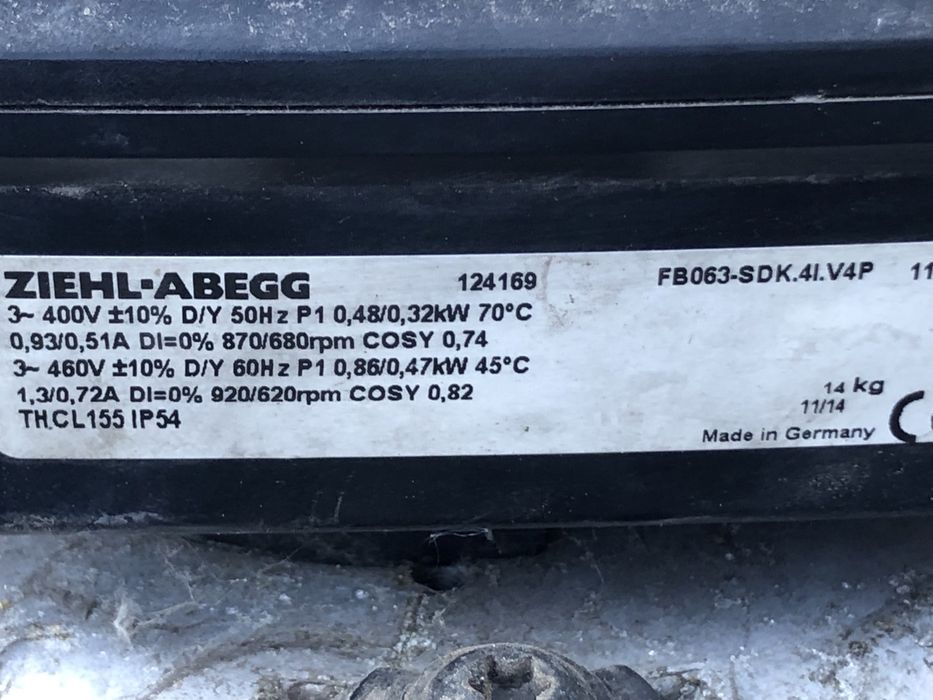 ZIEHL-ABEGG 124169 FB063-SDK.4I.V4P 11
3~ 400V ±10% D/Y 50Hz P1 0,48/0,32kW 70°C
0,93/0,51A DI=0% 870/680rpm COSY 0,74
3~ 460V ±10% D/Y 60Hz P1 0,86/0,47kW 45°C
1,3/0,72A DI=0% 920/620rpm COSY 0,82
14 kg
11/14
TH.CL155 IP54
Made in Germany C